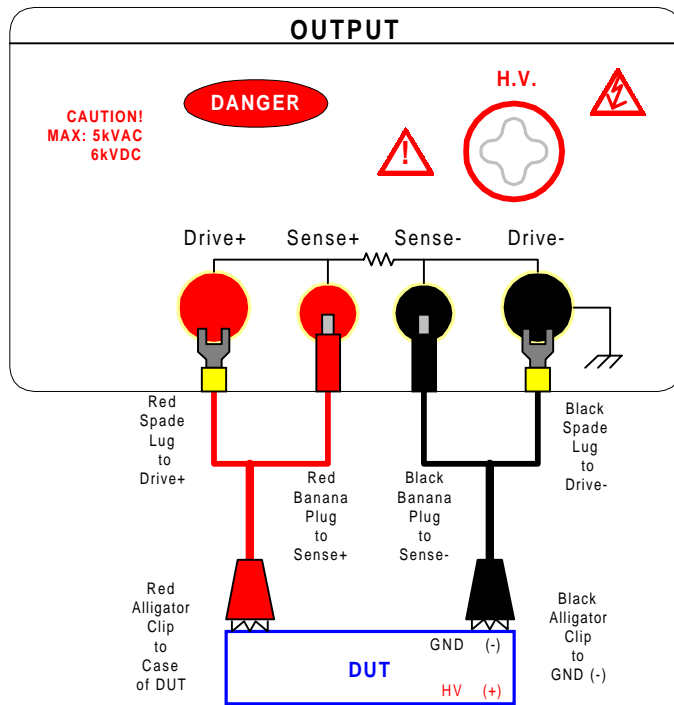 OUTPUT
DANGER
H.V.
CAUTION!
MAX: 5kVAC
6kVDC
!
Drive+
Sense+
Sense-
Drive-
Red
Spade
Lug
to
Drive+
Red
Banana
Plug
to
Sense+
Black
Banana
Plug
to
Sense-
Black
Spade
Lug
to
Drive-
Red
Alligator
Clip
to
Case
of DUT
Black
Alligator
Clip
to
GND (-)
GND (-)
DUT
HV (+)